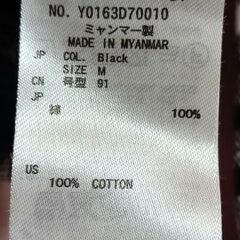 NO. Y0163D70010
ミャンマー製
MADE IN MYANMAR
JP COL. Black
SIZE M
CN 号型 91
JP
綿 100%
US
100% COTTON